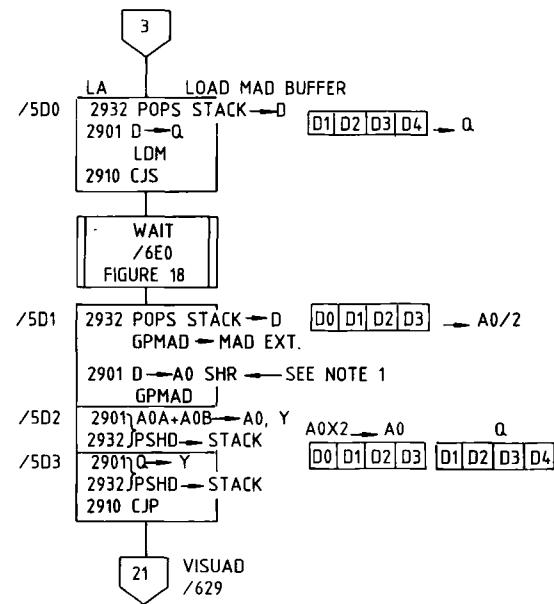 3
LA LOAD MAD BUFFER
/5D0 2932 POPS STACK → D
2901 D → Q D1 D2 D3 D4 → Q
LDM
2910 CJS
WAIT
/6E0
FIGURE 18
/5D1 2932 POPS STACK → D D0 D1 D2 D3 → A0/2
GPMAD → MAD EXT.
2901 D → A0 SHR ← SEE NOTE 1
GPMAD
/5D2 2901}A0A+A0B → A0, Y
2932}PSHD → STACK A0X2 → A0 Q
/5D3 2901}Q → Y D0 D1 D2 D3 D1 D2 D3 D4
2932}PSHD → STACK
2910 CJP
21 VISUAD
/629